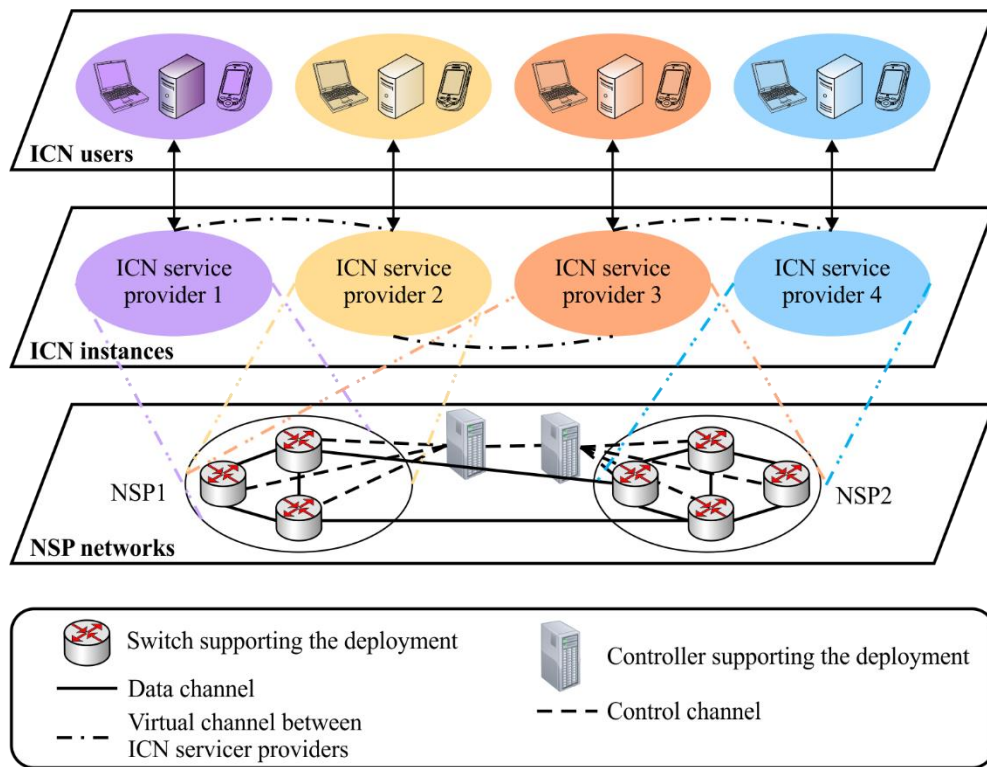 ICN users
ICN service
provider 1
ICN service
provider 2
ICN service
provider 3
ICN service
provider 4
ICN instances
NSP1
NSP2
NSP networks
Switch supporting the deployment
Controller supporting the deployment
Data channel
Control channel
Virtual channel between
ICN servicer providers